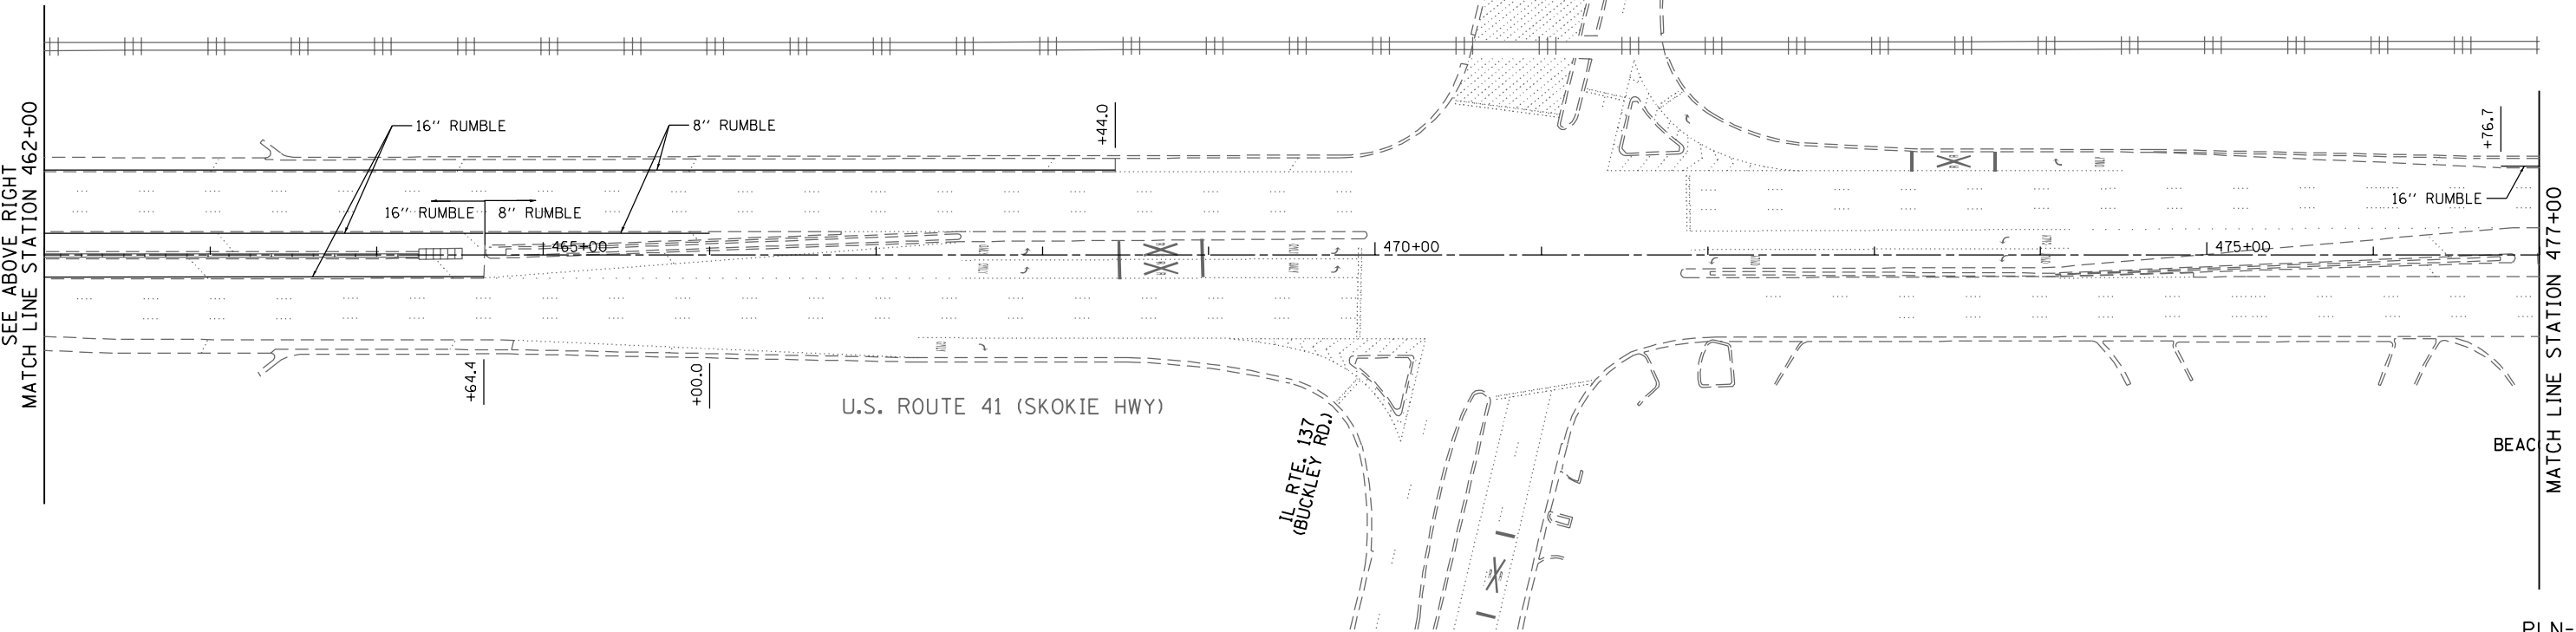 SEE ABOVE RIGHT
MATCH LINE STATION 462+00
16'' RUMBLE
8'' RUMBLE
+44.0
+76.7
16'' RUMBLE
8'' RUMBLE
16'' RUMBLE
465+00
470+00
475+00
+64.4
+00.0
U.S. ROUTE 41 (SKOKIE HWY)
IL RTE. 137
(BUCKLEY RD.)
BEAC
MATCH LINE STATION 477+00
PLN-